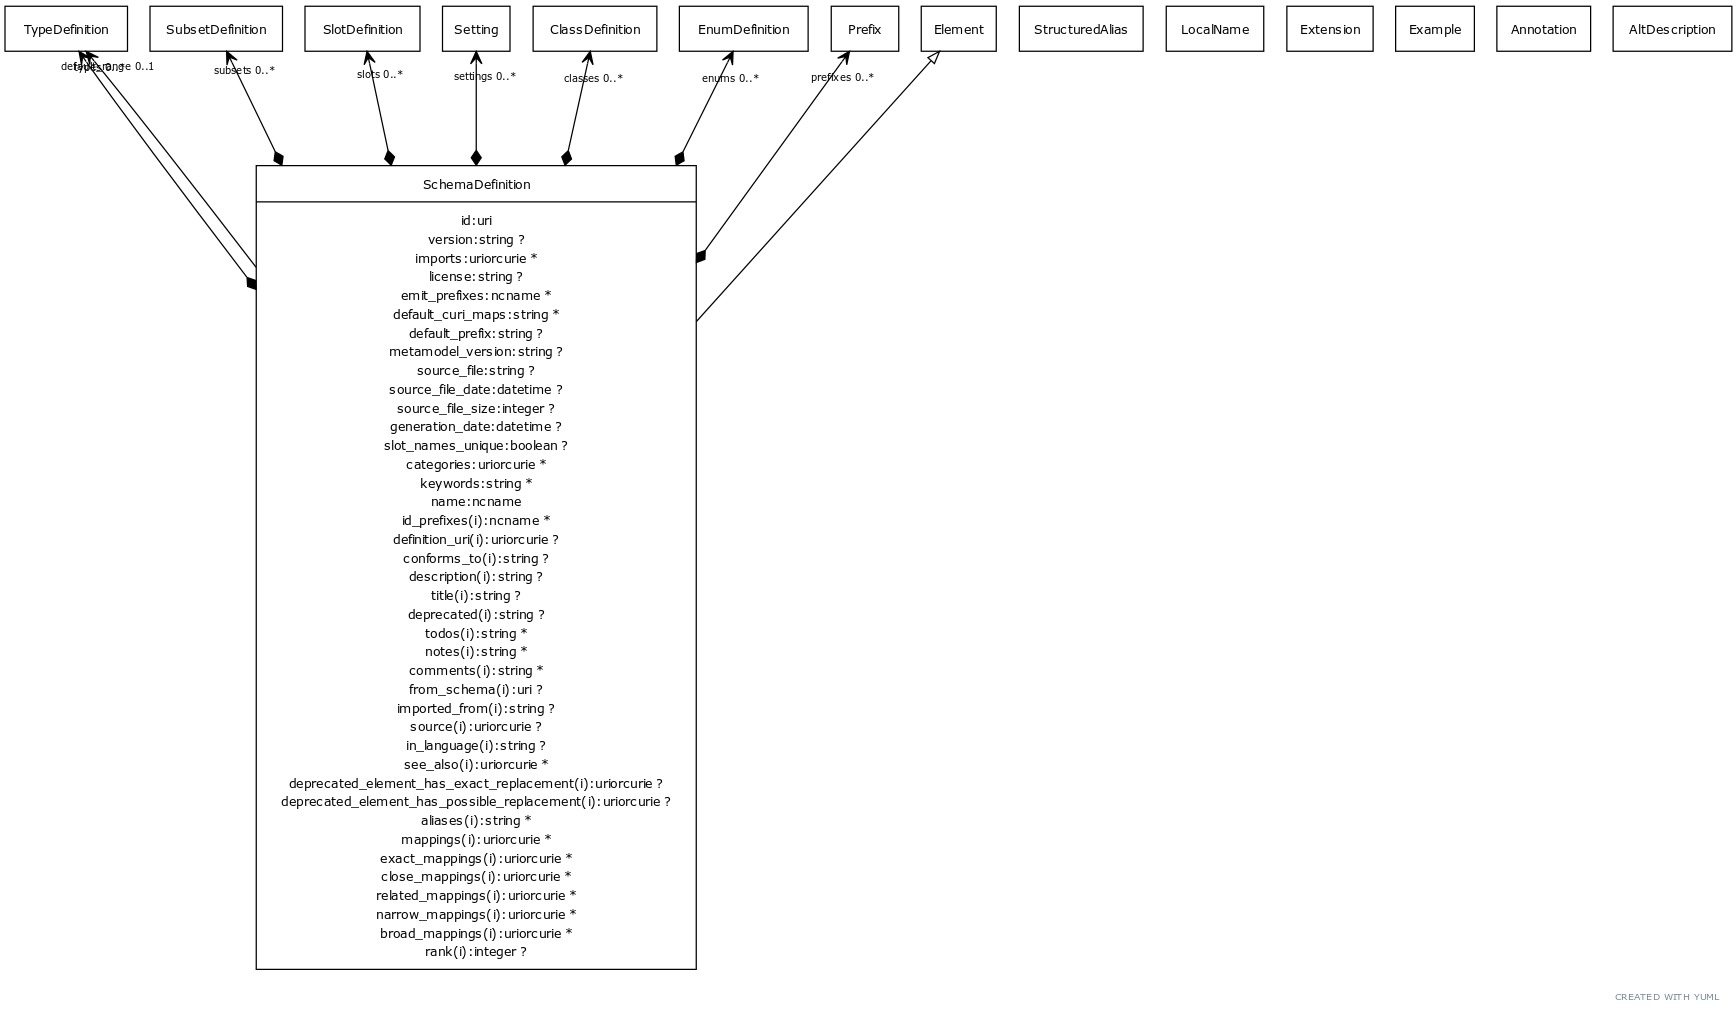 TypeDefinition
SubsetDefinition
SlotDefinition
Setting
ClassDefinition
EnumDefinition
Prefix
Element
StructuredAlias
LocalName
Extension
Example
Annotation
AltDescription
0..1
subsets 0..*
slots 0..*
settings 0..*
classes 0..*
enums 0..*
prefixes 0..*
SchemaDefinition
id:uri
version:string ?
imports:uriorcurie *
license:string ?
emit_prefixes:ncname *
default_curi_maps:string *
default_prefix:string ?
metamodel_version:string ?
source_file:string ?
source_file_date:datetime ?
source_file_size:integer ?
generation_date:datetime ?
slot_names_unique:boolean ?
categories:uriorcurie *
keywords:string *
name:ncname
id_prefixes(i):ncname *
definition_uri(i):uriorcurie ?
conforms_to(i):string ?
description(i):string ?
title(i):string ?
deprecated(i):string ?
todos(i):string *
notes(i):string *
comments(i):string *
from_schema(i):uri ?
imported_from(i):string ?
source(i):uriorcurie ?
in_language(i):string ?
see_also(i):uriorcurie *
deprecated_element_has_exact_replacement(i):uriorcurie ?
deprecated_element_has_possible_replacement(i):uriorcurie ?
aliases(i):string *
mappings(i):uriorcurie *
exact_mappings(i):uriorcurie *
close_mappings(i):uriorcurie *
related_mappings(i):uriorcurie *
narrow_mappings(i):uriorcurie *
broad_mappings(i):uriorcurie *
rank(i):integer ?
CREATED WITH YUML